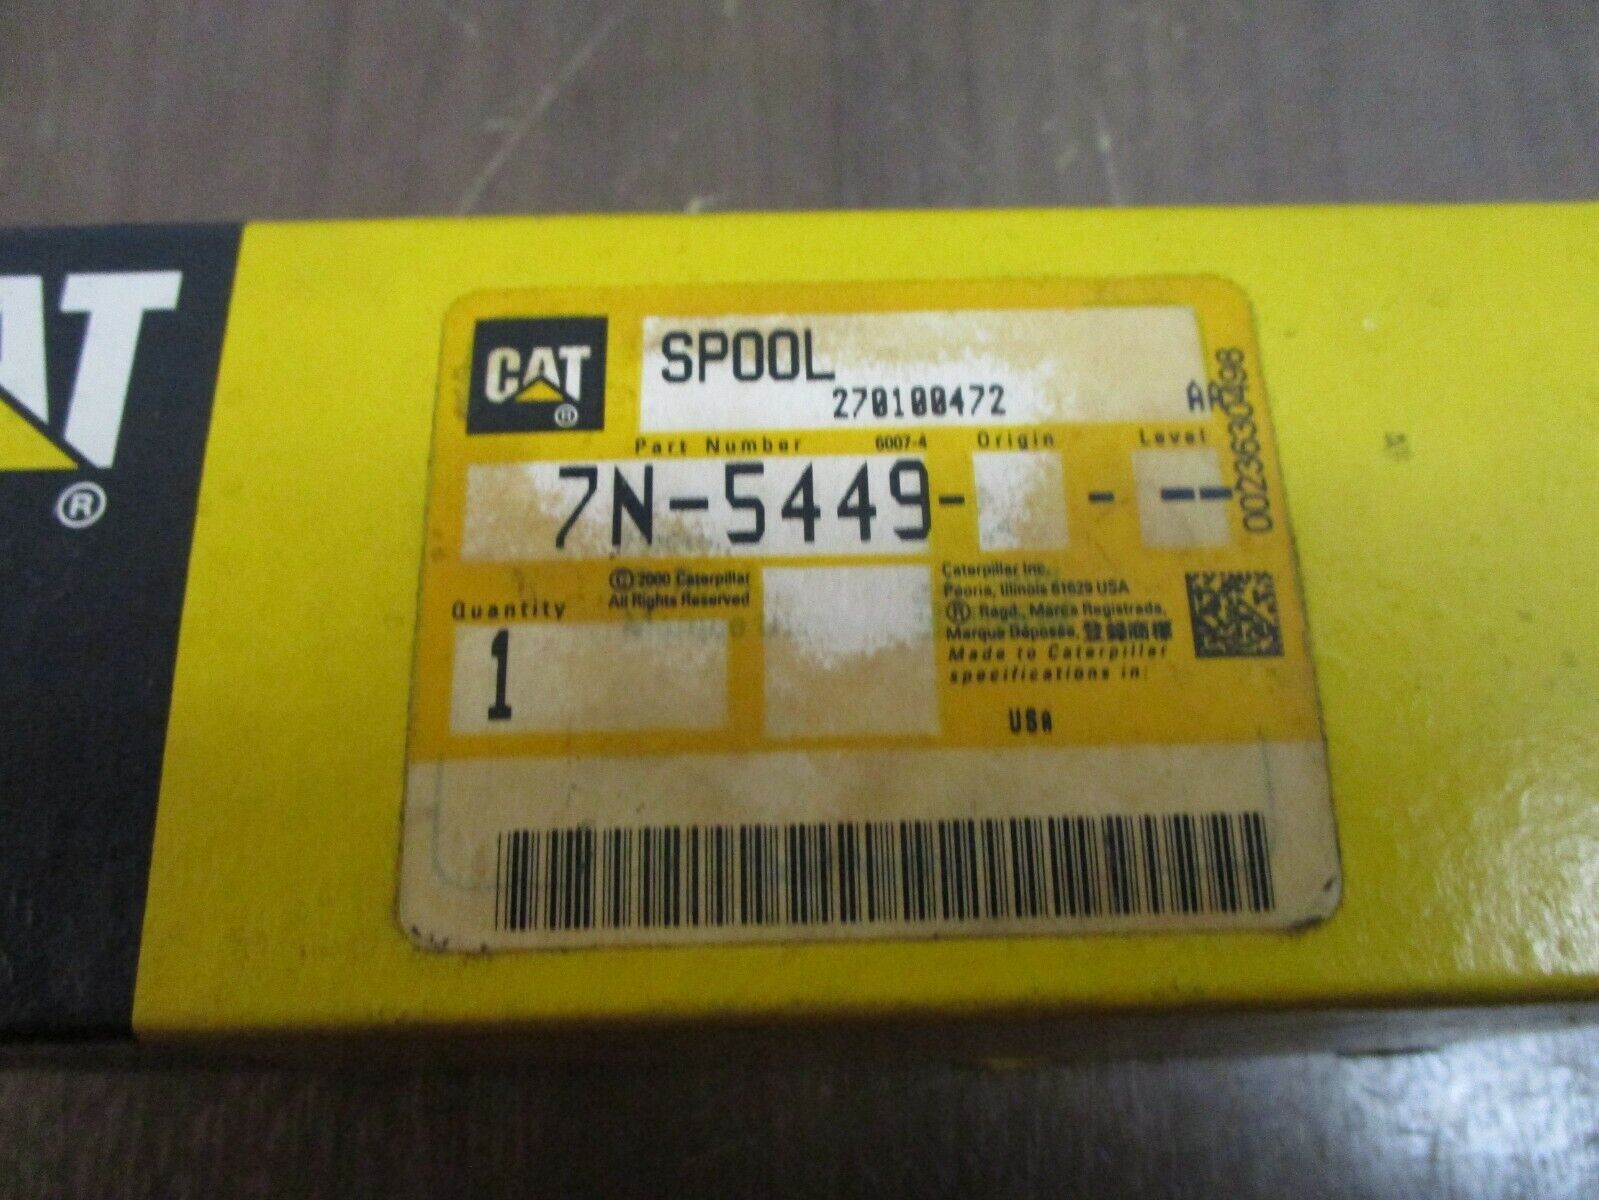 CAT
®
CAT
®
SPOOL
270100472 AR
Part Number 6007-4 Origin Level
7N-5449- - --
002363O498
Quantity
1
© 2000 Caterpillar
All Rights Reserved
Caterpillar Inc.,
Peoria, Illinois 61629 USA
® Regd., Marca Registrada,
Marque Déposée, 登録商標
Made to Caterpillar
specifications in:
USA